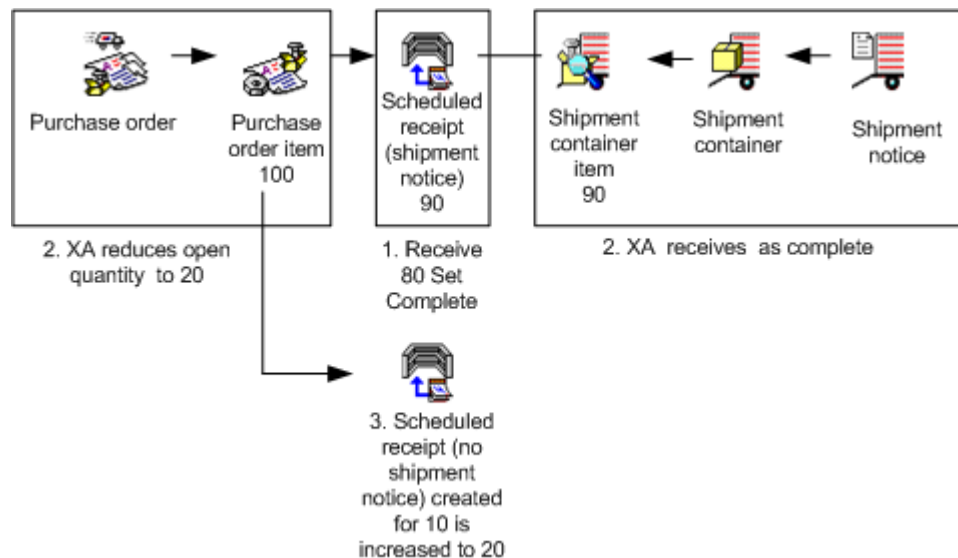 Purchase order
Purchase
order item
100
Scheduled
receipt
(shipment
notice)
90
Shipment
container
item
90
Shipment
container
Shipment
notice
2. XA reduces open
quantity to 20
1. Receive
80 Set
Complete
2. XA receives as complete
3. Scheduled
receipt (no
shipment
notice) created
for 10 is
increased to 20